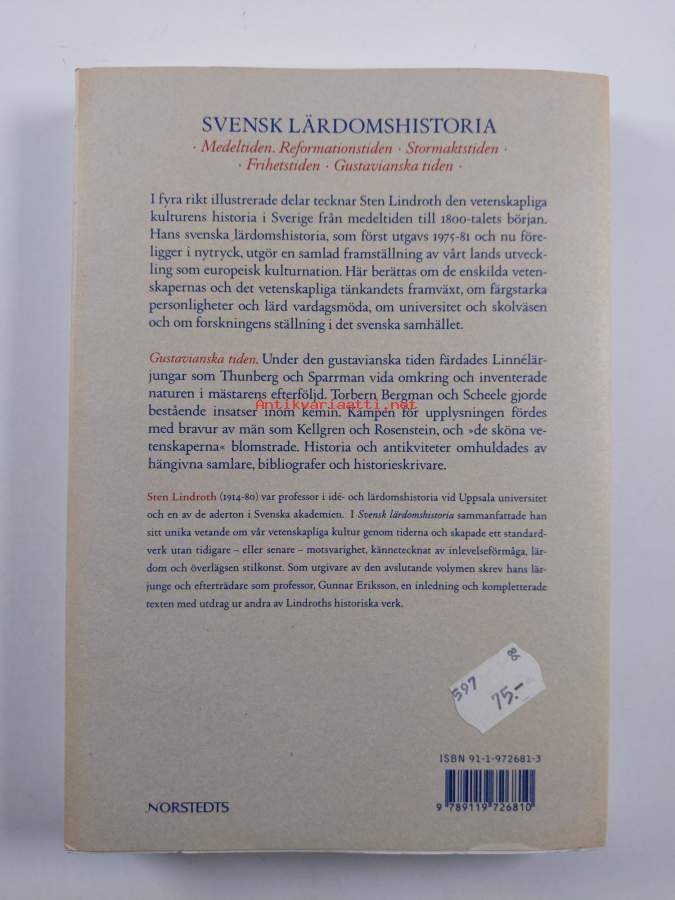 SVENSK LÄRDOMSHISTORIA
· Medeltiden. Reformationstiden · Stormaktstiden ·
· Frihetstiden · Gustavianska tiden ·
I fyra rikt illustrerade delar tecknar Sten Lindroth den vetenskapliga
kulturens historia i Sverige från medeltiden till 1800-talets början.
Hans svenska lärdomshistoria, som först utgavs 1975-81 och nu före-
ligger i nytryck, utgör en samlad framställning av vårt lands utveck-
ling som europeisk kulturnation. Här berättas om de enskilda veten-
skapernas och det vetenskapliga tänkandets framväxt, om färgstarka
personligheter och lärd vardagsmöda, om universitet och skolväsen
och om forskningens ställning i det svenska samhället.
Gustavianska tiden. Under den gustavianska tiden färdades Linnélär-
jungar som Thunberg och Sparrman vida omkring och inventerade
naturen i mästarens efterföljd. Torbern Bergman och Scheele gjorde
Antikvariaatti.net
bestående insatser inom kemin. Kampen för upplysningen fördes
med bravur av män som Kellgren och Rosenstein, och »de sköna ve-
tenskaperna« blomstrade. Historia och antikviteter omhuldades av
hängivna samlare, bibliografer och historieskrivare.
Sten Lindroth (1914-80) var professor i idé- och lärdomshistoria vid Uppsala universitet
och en av de aderton i Svenska akademien. I Svensk lärdomshistoria sammanfattade han
sitt unika vetande om vår vetenskapliga kultur genom tiderna och skapade ett standard-
verk utan tidigare – eller senare – motsvarighet, kännetecknat av inlevelseförmåga, lär-
dom och överlägsen stilkonst. Som utgivare av den avslutande volymen skrev hans lär-
junge och efterträdare som professor, Gunnar Eriksson, en inledning och kompletterade
texten med utdrag ur andra av Lindroths historiska verk.
86
597
75.-
ISBN 91-1-972681-3
9 789119 726810
NORSTEDTS